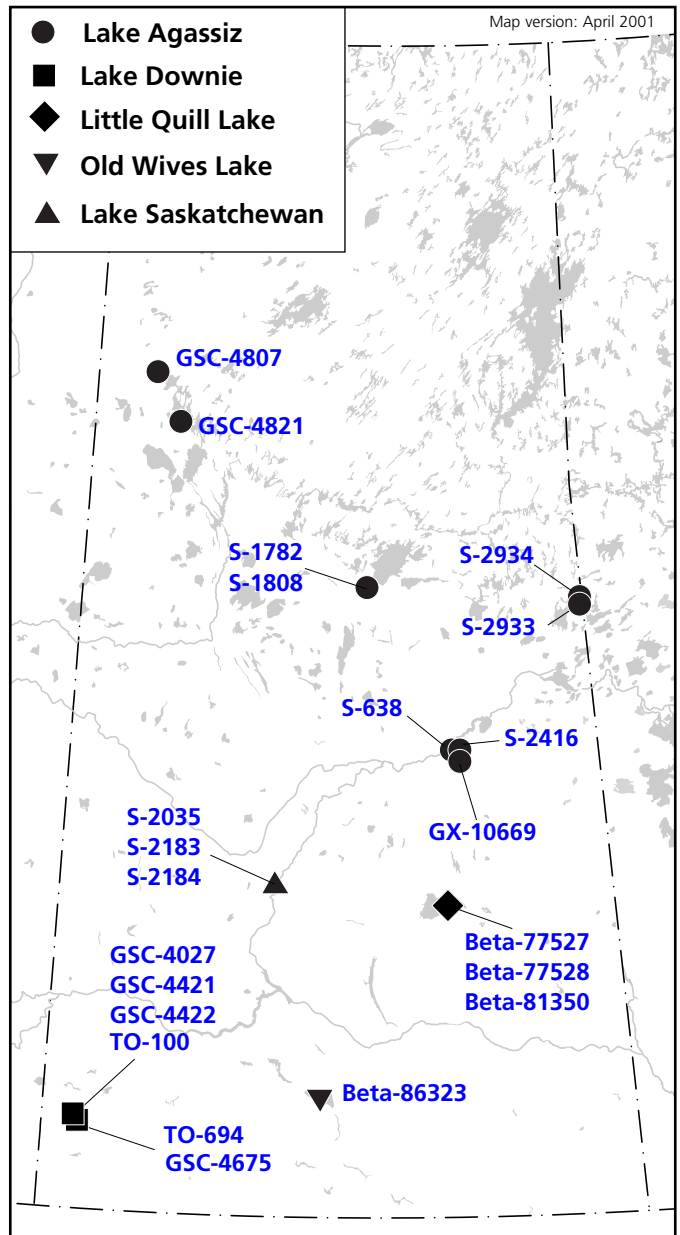 Map version: April 2001
Lake Agassiz
Lake Downie
Little Quill Lake
Old Wives Lake
Lake Saskatchewan
GSC-4807
GSC-4821
S-1782
S-1808
S-2934
S-2933
S-638
S-2416
GX-10669
S-2035
S-2183
S-2184
Beta-77527
Beta-77528
Beta-81350
GSC-4027
GSC-4421
GSC-4422
TO-100
Beta-86323
TO-694
GSC-4675